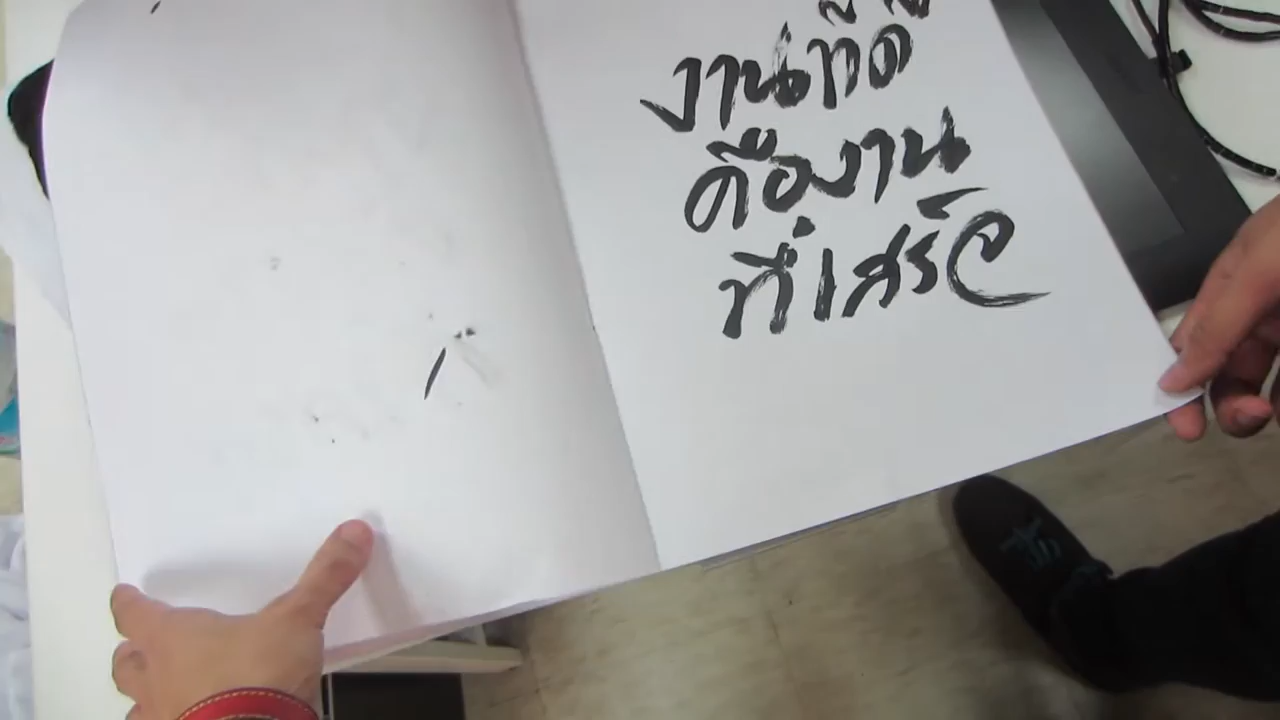 งานที่ดี
คืองาน
ที่เสร็จ